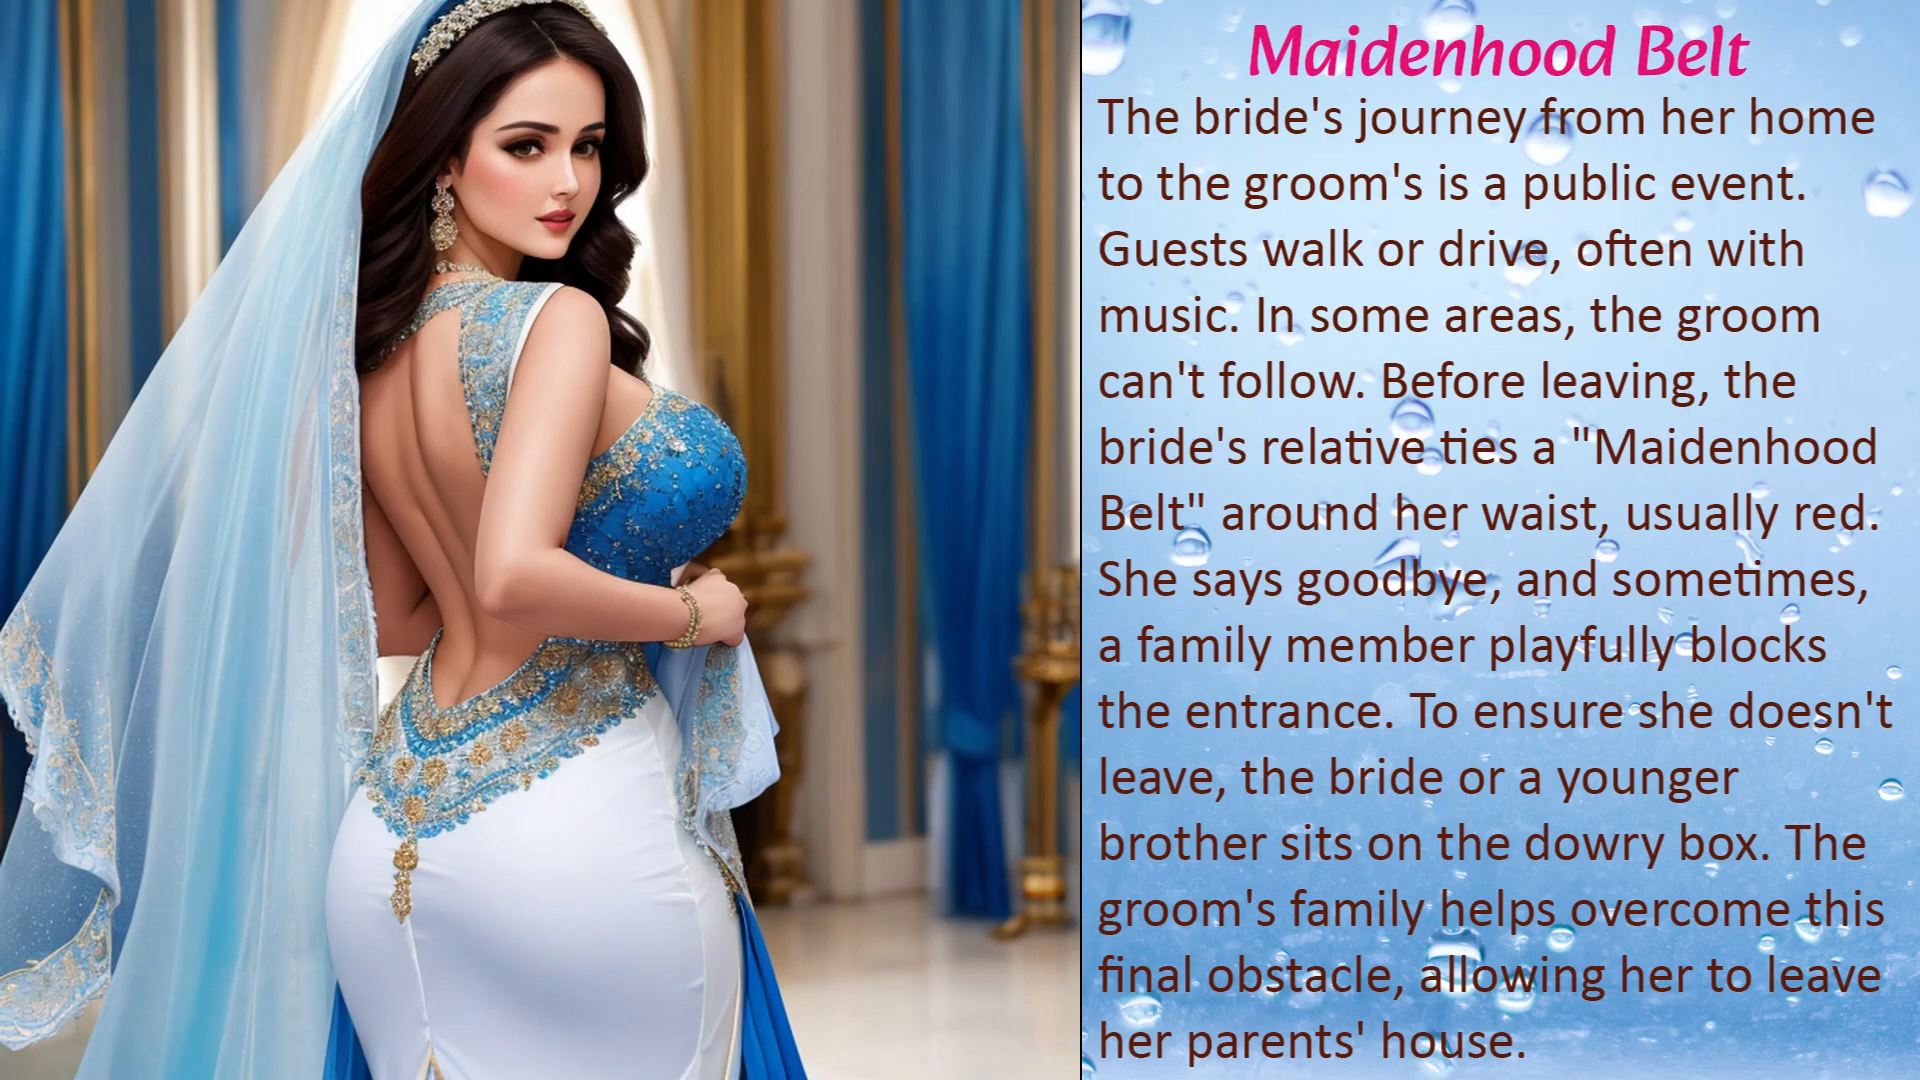 Maidenhood Belt
The bride's journey from her home
to the groom's is a public event.
Guests walk or drive, often with
music. In some areas, the groom
can't follow. Before leaving, the
bride's relative ties a "Maidenhood
Belt" around her waist, usually red.
She says goodbye, and sometimes,
a family member playfully blocks
the entrance. To ensure she doesn't
leave, the bride or a younger
brother sits on the dowry box. The
groom's family helps overcome this
final obstacle, allowing her to leave
her parents' house.